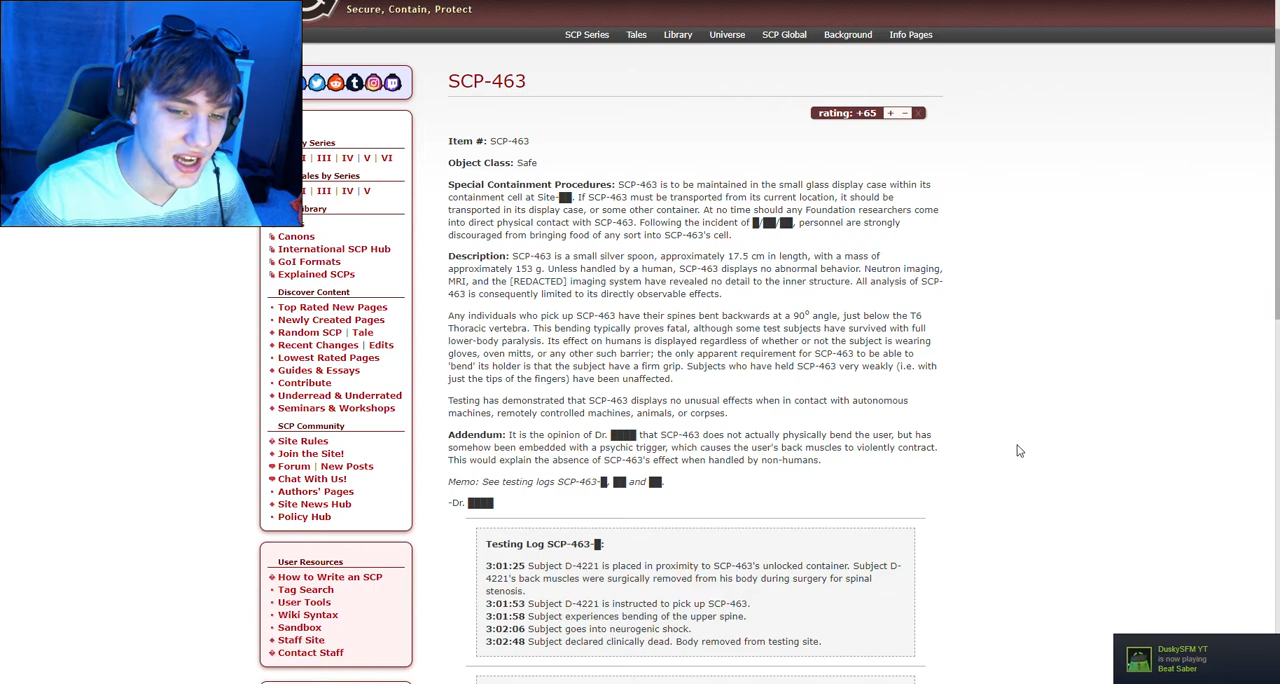 Secure, Contain, Protect
SCP Series Tales Library Universe SCP Global Background Info Pages
SCP-463
rating: +65 + − X
Item #: SCP-463
Object Class: Safe
Special Containment Procedures: SCP-463 is to be maintained in the small glass display case within its
containment cell at Site-██. If SCP-463 must be transported from its current location, it should be
transported in its display case, or some other container. At no time should any Foundation researchers come
into direct physical contact with SCP-463. Following the incident of █/██/██, personnel are strongly
discouraged from bringing food of any sort into SCP-463's cell.
Description: SCP-463 is a small silver spoon, approximately 17.5 cm in length, with a mass of
approximately 153 g. Unless handled by a human, SCP-463 displays no abnormal behavior. Neutron imaging,
MRI, and the [REDACTED] imaging system have revealed no detail to the inner structure. All analysis of SCP-
463 is consequently limited to its directly observable effects.
Any individuals who pick up SCP-463 have their spines bent backwards at a 90o angle, just below the T6
Thoracic vertebra. This bending typically proves fatal, although some test subjects have survived with full
lower-body paralysis. Its effect on humans is displayed regardless of whether or not the subject is wearing
gloves, oven mitts, or any other such barrier; the only apparent requirement for SCP-463 to be able to
'bend' its holder is that the subject have a firm grip. Subjects who have held SCP-463 very weakly (i.e. with
just the tips of the fingers) have been unaffected.
Testing has demonstrated that SCP-463 displays no unusual effects when in contact with autonomous
machines, remotely controlled machines, animals, or corpses.
Addendum: It is the opinion of Dr. ████ that SCP-463 does not actually physically bend the user, but has
somehow been embedded with a psychic trigger, which causes the user's back muscles to violently contract.
This would explain the absence of SCP-463's effect when handled by non-humans.
Memo: See testing logs SCP-463-█, ██ and ██.
-Dr. ████
Testing Log SCP-463-█:
3:01:25 Subject D-4221 is placed in proximity to SCP-463's unlocked container. Subject D-
4221's back muscles were surgically removed from his body during surgery for spinal
stenosis.
3:01:53 Subject D-4221 is instructed to pick up SCP-463.
3:01:58 Subject experiences bending of the upper spine.
3:02:06 Subject goes into neurogenic shock.
3:02:48 Subject declared clinically dead. Body removed from testing site.
y Series
I | III | IV | V | VI
ales by Series
I | III | IV | V
ibrary
Canons
International SCP Hub
GoI Formats
Explained SCPs
Discover Content
Top Rated New Pages
Newly Created Pages
Random SCP | Tale
Recent Changes | Edits
Lowest Rated Pages
Guides & Essays
Contribute
Underread & Underrated
Seminars & Workshops
SCP Community
Site Rules
Join the Site!
Forum | New Posts
Chat With Us!
Authors' Pages
Site News Hub
Policy Hub
User Resources
How to Write an SCP
Tag Search
User Tools
Wiki Syntax
Sandbox
Staff Site
Contact Staff
DuskySFM YT
is now playing
Beat Saber